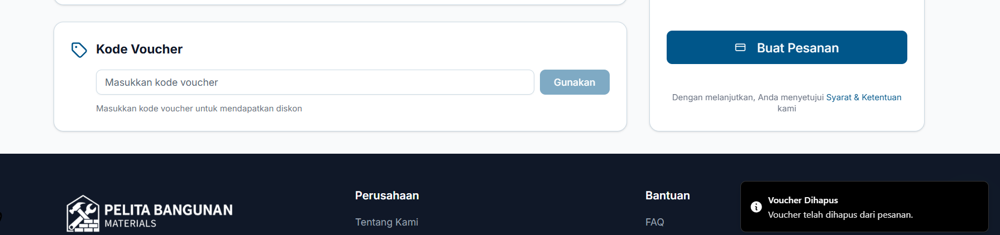 Kode Voucher
Masukkan kode voucher
Gunakan
Masukkan kode voucher untuk mendapatkan diskon
Buat Pesanan
Dengan melanjutkan, Anda menyetujui Syarat & Ketentuan
kami
PELITA BANGUNAN
MATERIALS
Perusahaan
Tentang Kami
Bantuan
FAQ
Voucher Dihapus
Voucher telah dihapus dari pesanan.